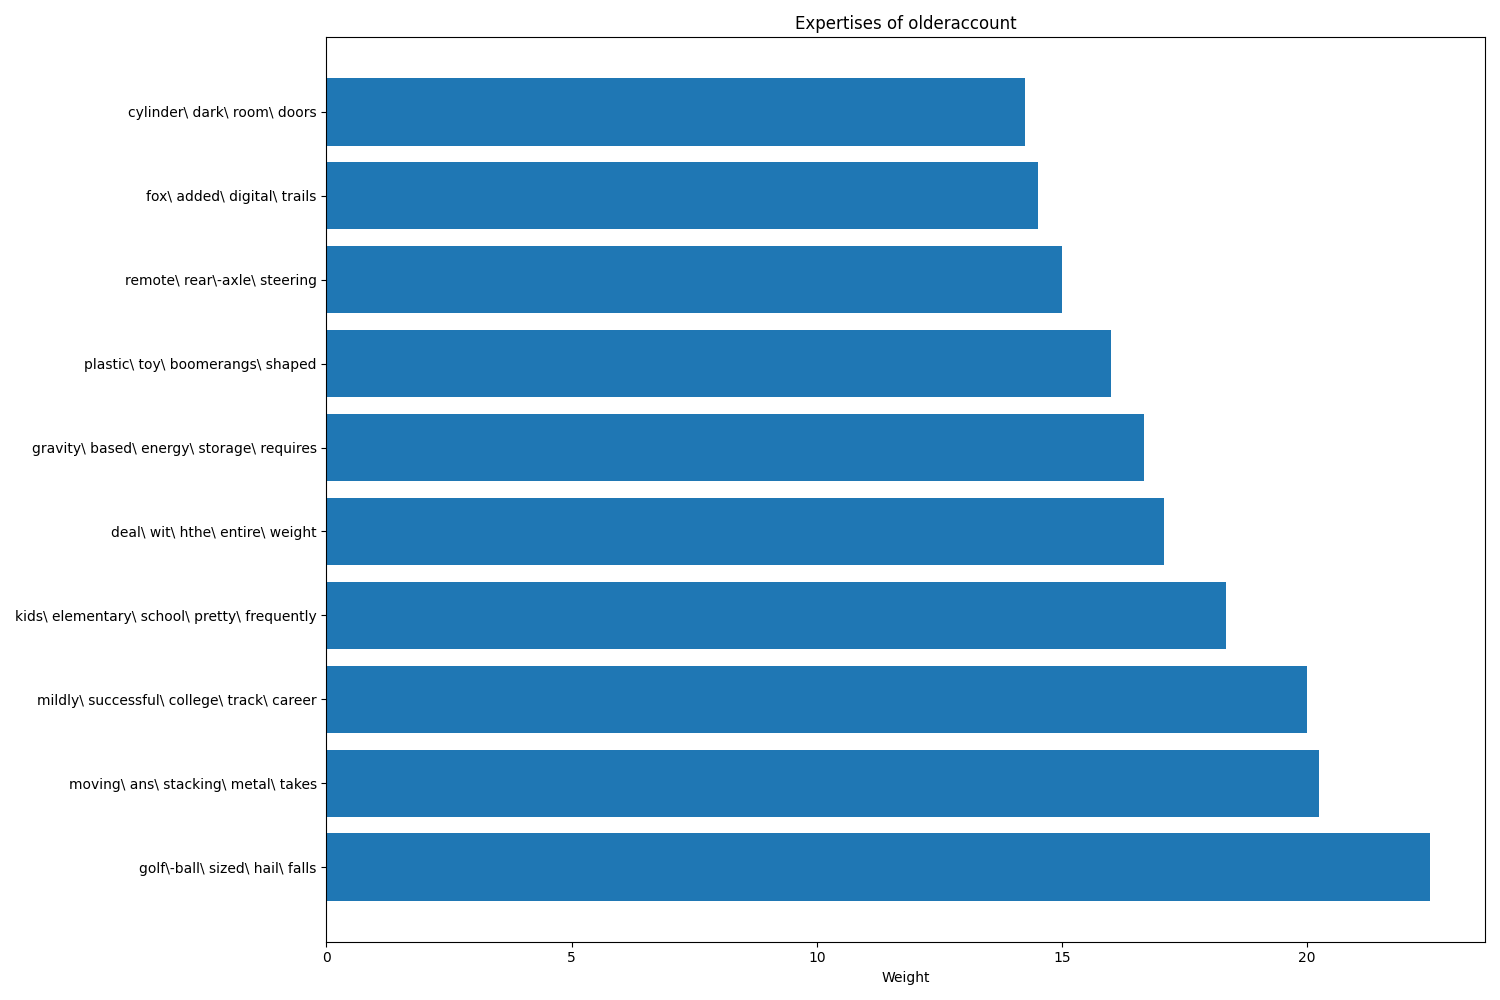 Expertises of olderaccount
cylinder\ dark\ room\ doors
fox\ added\ digital\ trails
remote\ rear\-axle\ steering
plastic\ toy\ boomerangs\ shaped
gravity\ based\ energy\ storage\ requires
deal\ wit\ hthe\ entire\ weight
kids\ elementary\ school\ pretty\ frequently
mildly\ successful\ college\ track\ career
moving\ ans\ stacking\ metal\ takes
golf\-ball\ sized\ hail\ falls
0 5 10 15 20
Weight